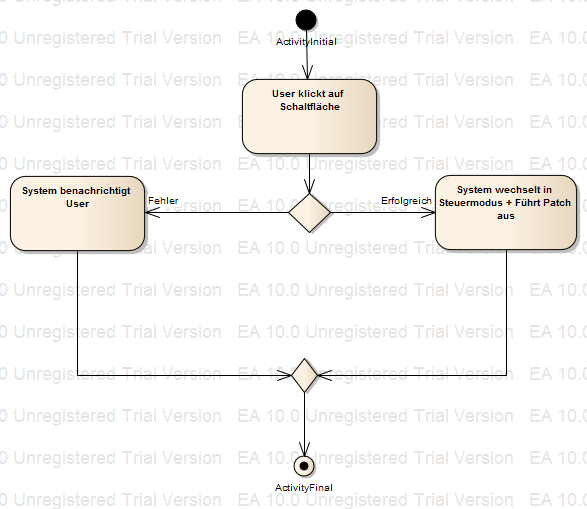 ActivityInitial
User klickt auf
Schaltfläche
System benachrichtigt
User
Fehler
Erfolgreich
System wechselt in
Steuermodus + Führt Patch
aus
ActivityFinal
EA 10.0 Unregistered Trial Version